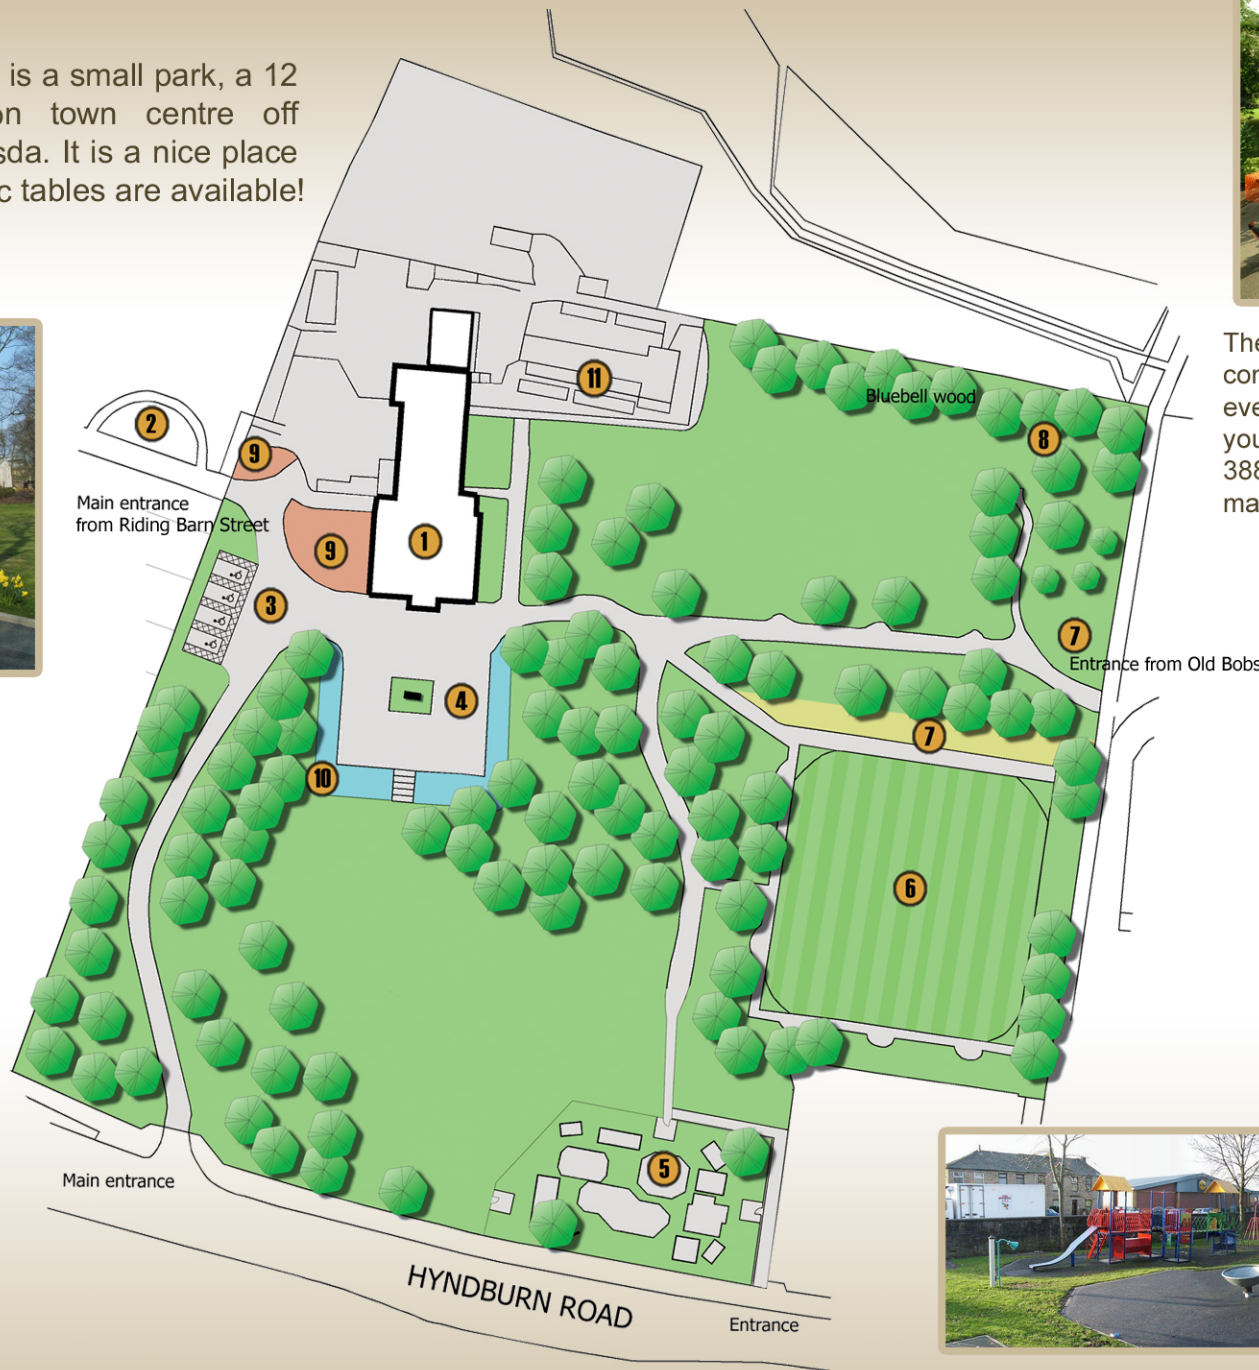 is a small park, a 12
on town centre off
sda. It is a nice place
c tables are available!
The
con
eve
you
388
ma
11
Bluebell wood
2
8
9
Main entrance
from Riding Barn Street
9
1
3
7
Entrance from Old Bobs
4
7
10
6
5
Main entrance
HYNDBURN ROAD
Entrance